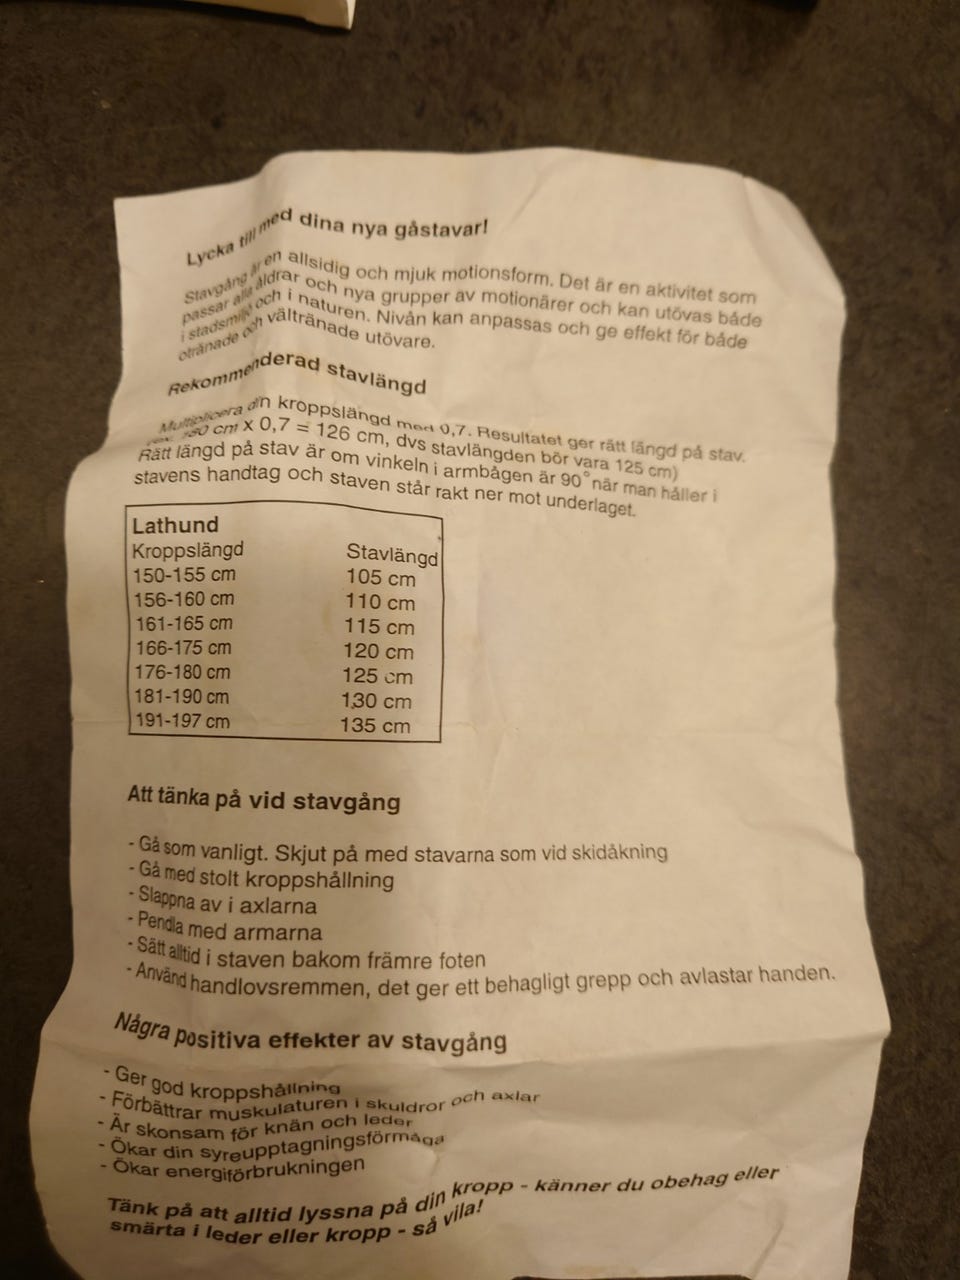 Lycka till med dina nya gåstavar!
Stavgång är en allsidig och mjuk motionsform. Det är en aktivitet som
passar alla åldrar och nya grupper av motionärer och kan utövas både
i stadsmiljö och i naturen. Nivån kan anpassas och ge effekt för både
otränade och vältränade utövare.
Rekommenderad stavlängd
Multiplicera din kroppslängd med 0,7. Resultatet ger rätt längd på stav.
(ex. 180 cm x 0,7 = 126 cm, dvs stavlängden bör vara 125 cm)
Rätt längd på stav är om vinkeln i armbågen är 90° när man håller i
stavens handtag och staven står rakt ner mot underlaget.
Lathund
Kroppslängd Stavlängd
150-155 cm 105 cm
156-160 cm 110 cm
161-165 cm 115 cm
166-175 cm 120 cm
176-180 cm 125 cm
181-190 cm 130 cm
191-197 cm 135 cm
Att tänka på vid stavgång
- Gå som vanligt. Skjut på med stavarna som vid skidåkning
- Gå med stolt kroppshållning
- Slappna av i axlarna
- Pendla med armarna
- Sätt alltid i staven bakom främre foten
- Använd handlovsremmen, det ger ett behagligt grepp och avlastar handen.
Några positiva effekter av stavgång
- Ger god kroppshållning
- Förbättrar muskulaturen i skuldror och axlar
- Är skonsam för knän och leder
- Ökar din syreupptagningsförmåga
- Ökar energiförbrukningen
Tänk på att alltid lyssna på din kropp - känner du obehag eller
smärta i leder eller kropp - så vila!